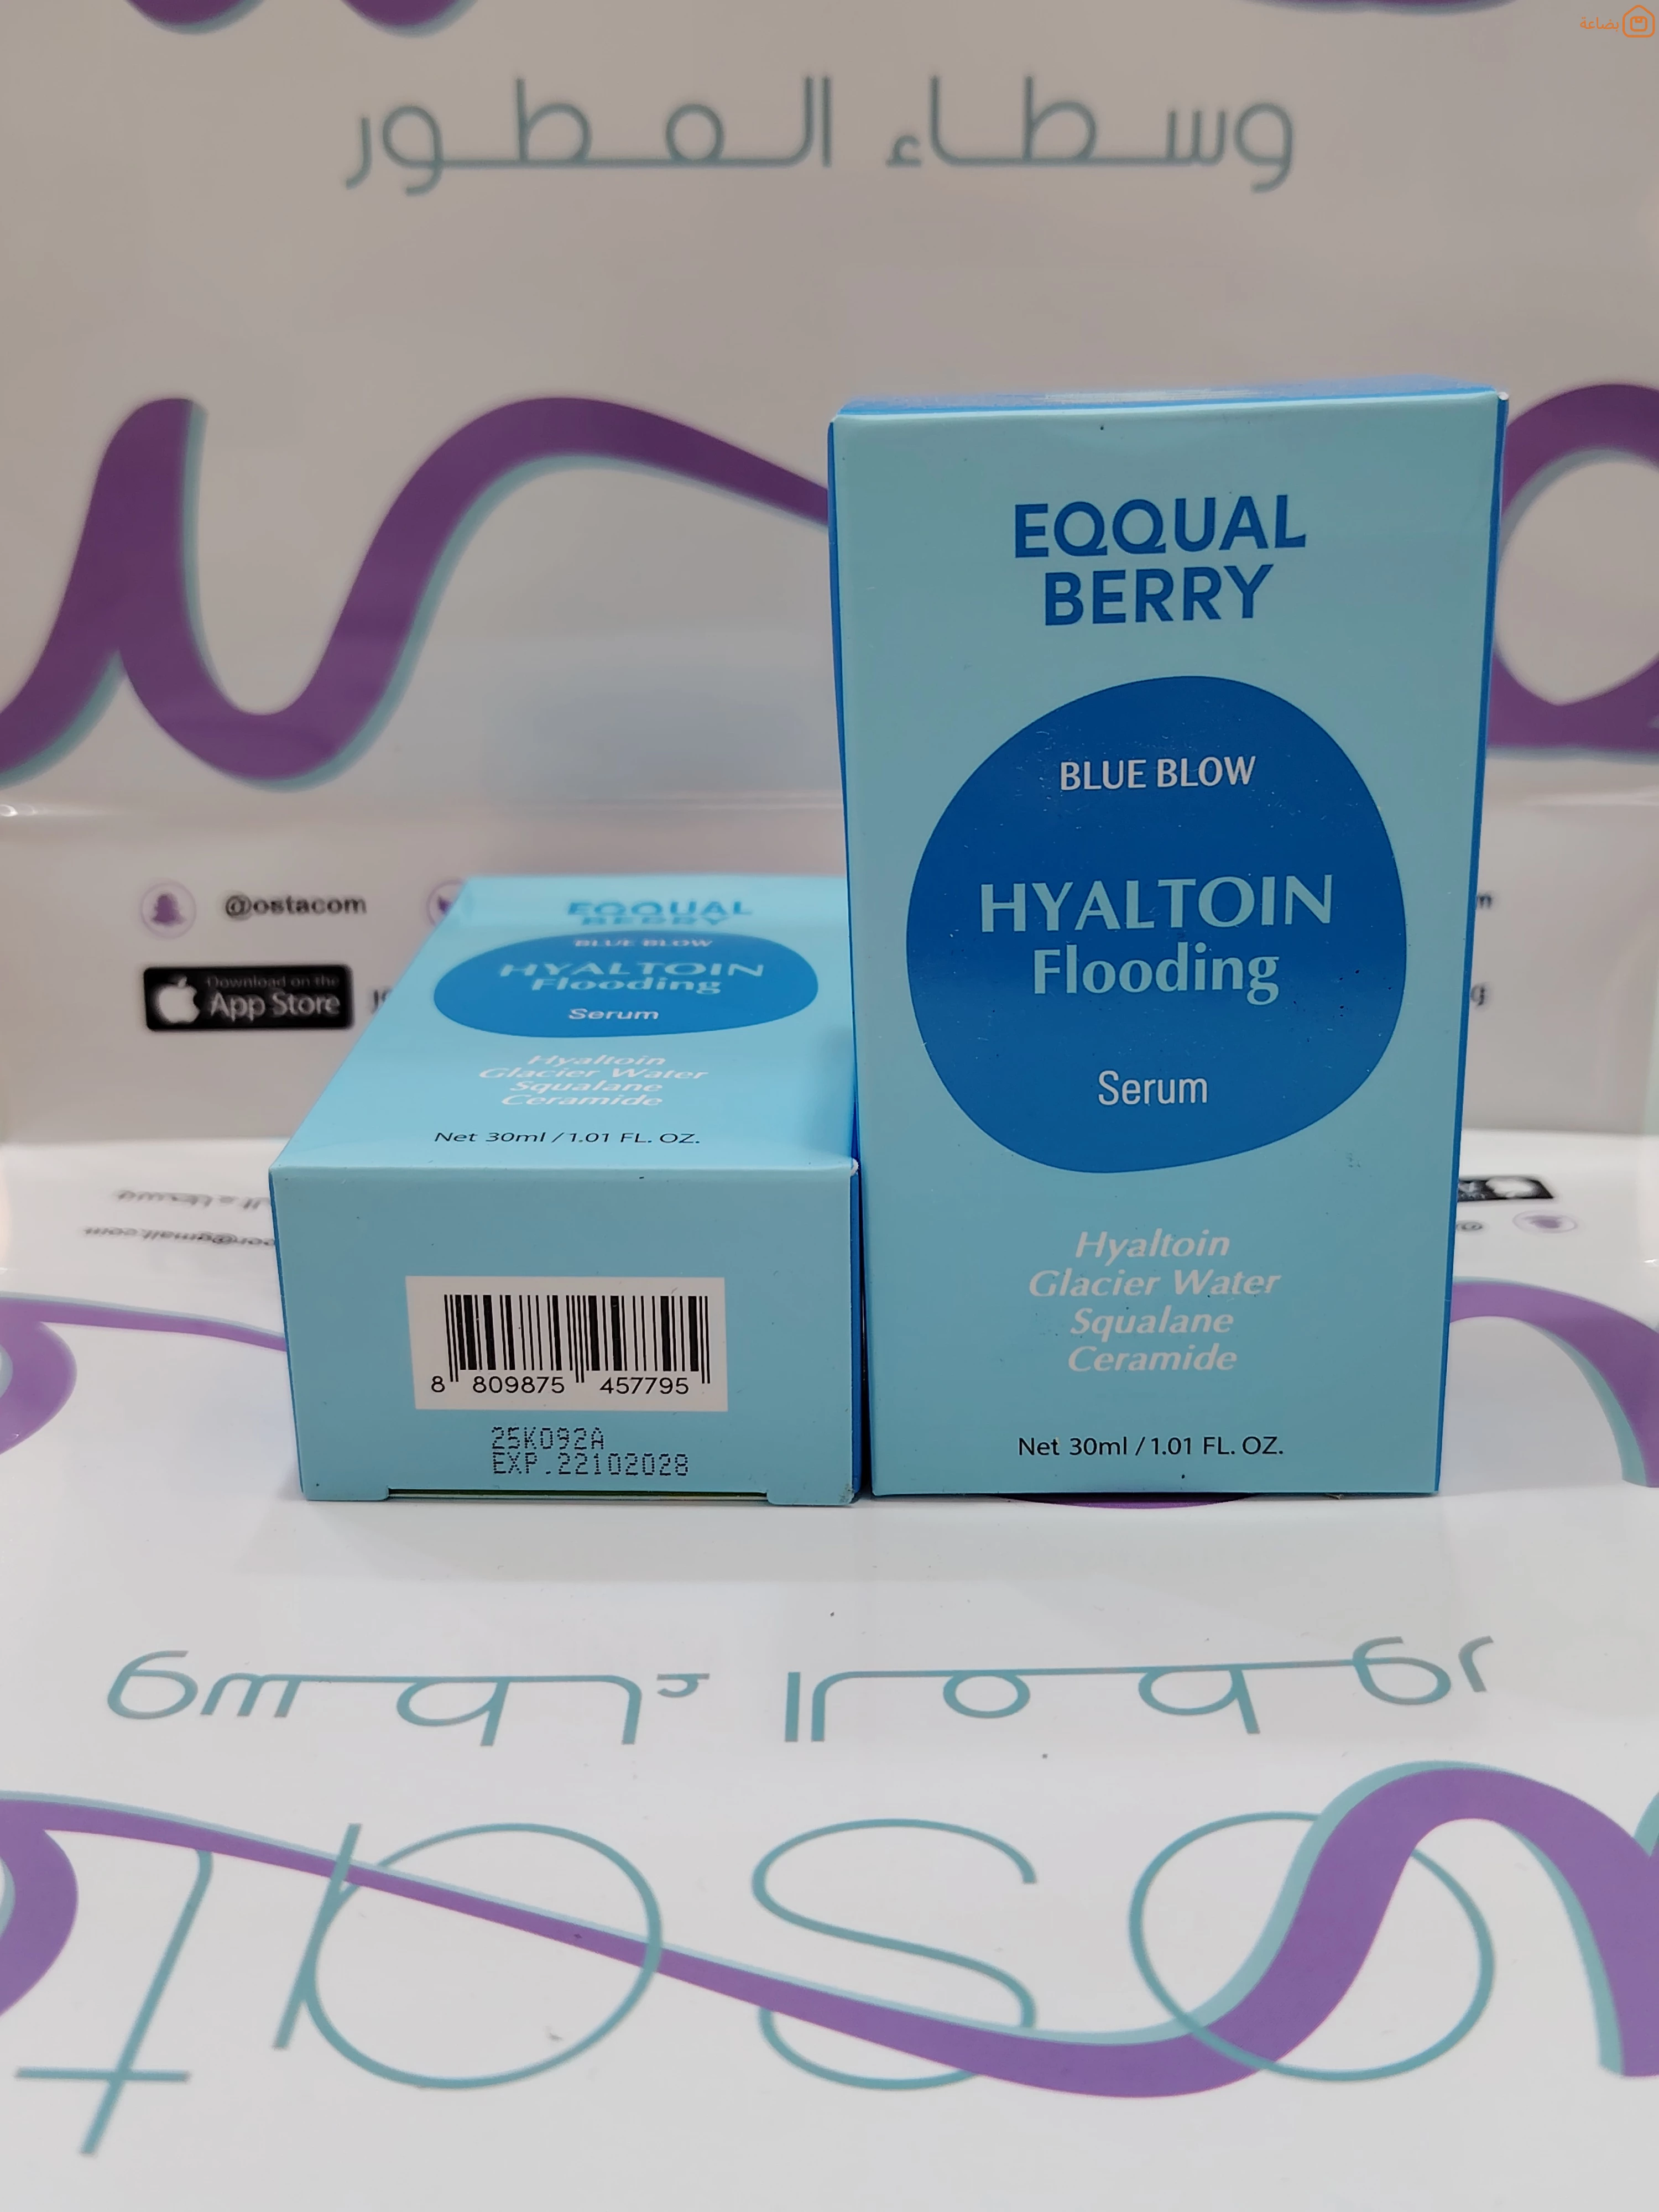 بضاعة
وسطاء العطور
@ostacom
Download on the
App Store
EQQUAL
BERRY
BLUE BLOW
HYALTOIN
Flooding
Serum
Hyaltoin
Glacier Water
Squalane
Ceramide
Net 30ml / 1.01 FL. OZ.
8 809875 457795
25K092A
EXP.22102028
EQQUAL
BERRY
BLUE BLOW
HYALTOIN
Flooding
Serum
Hyaltoin
Glacier Water
Squalane
Ceramide
Net 30ml / 1.01 FL. OZ.